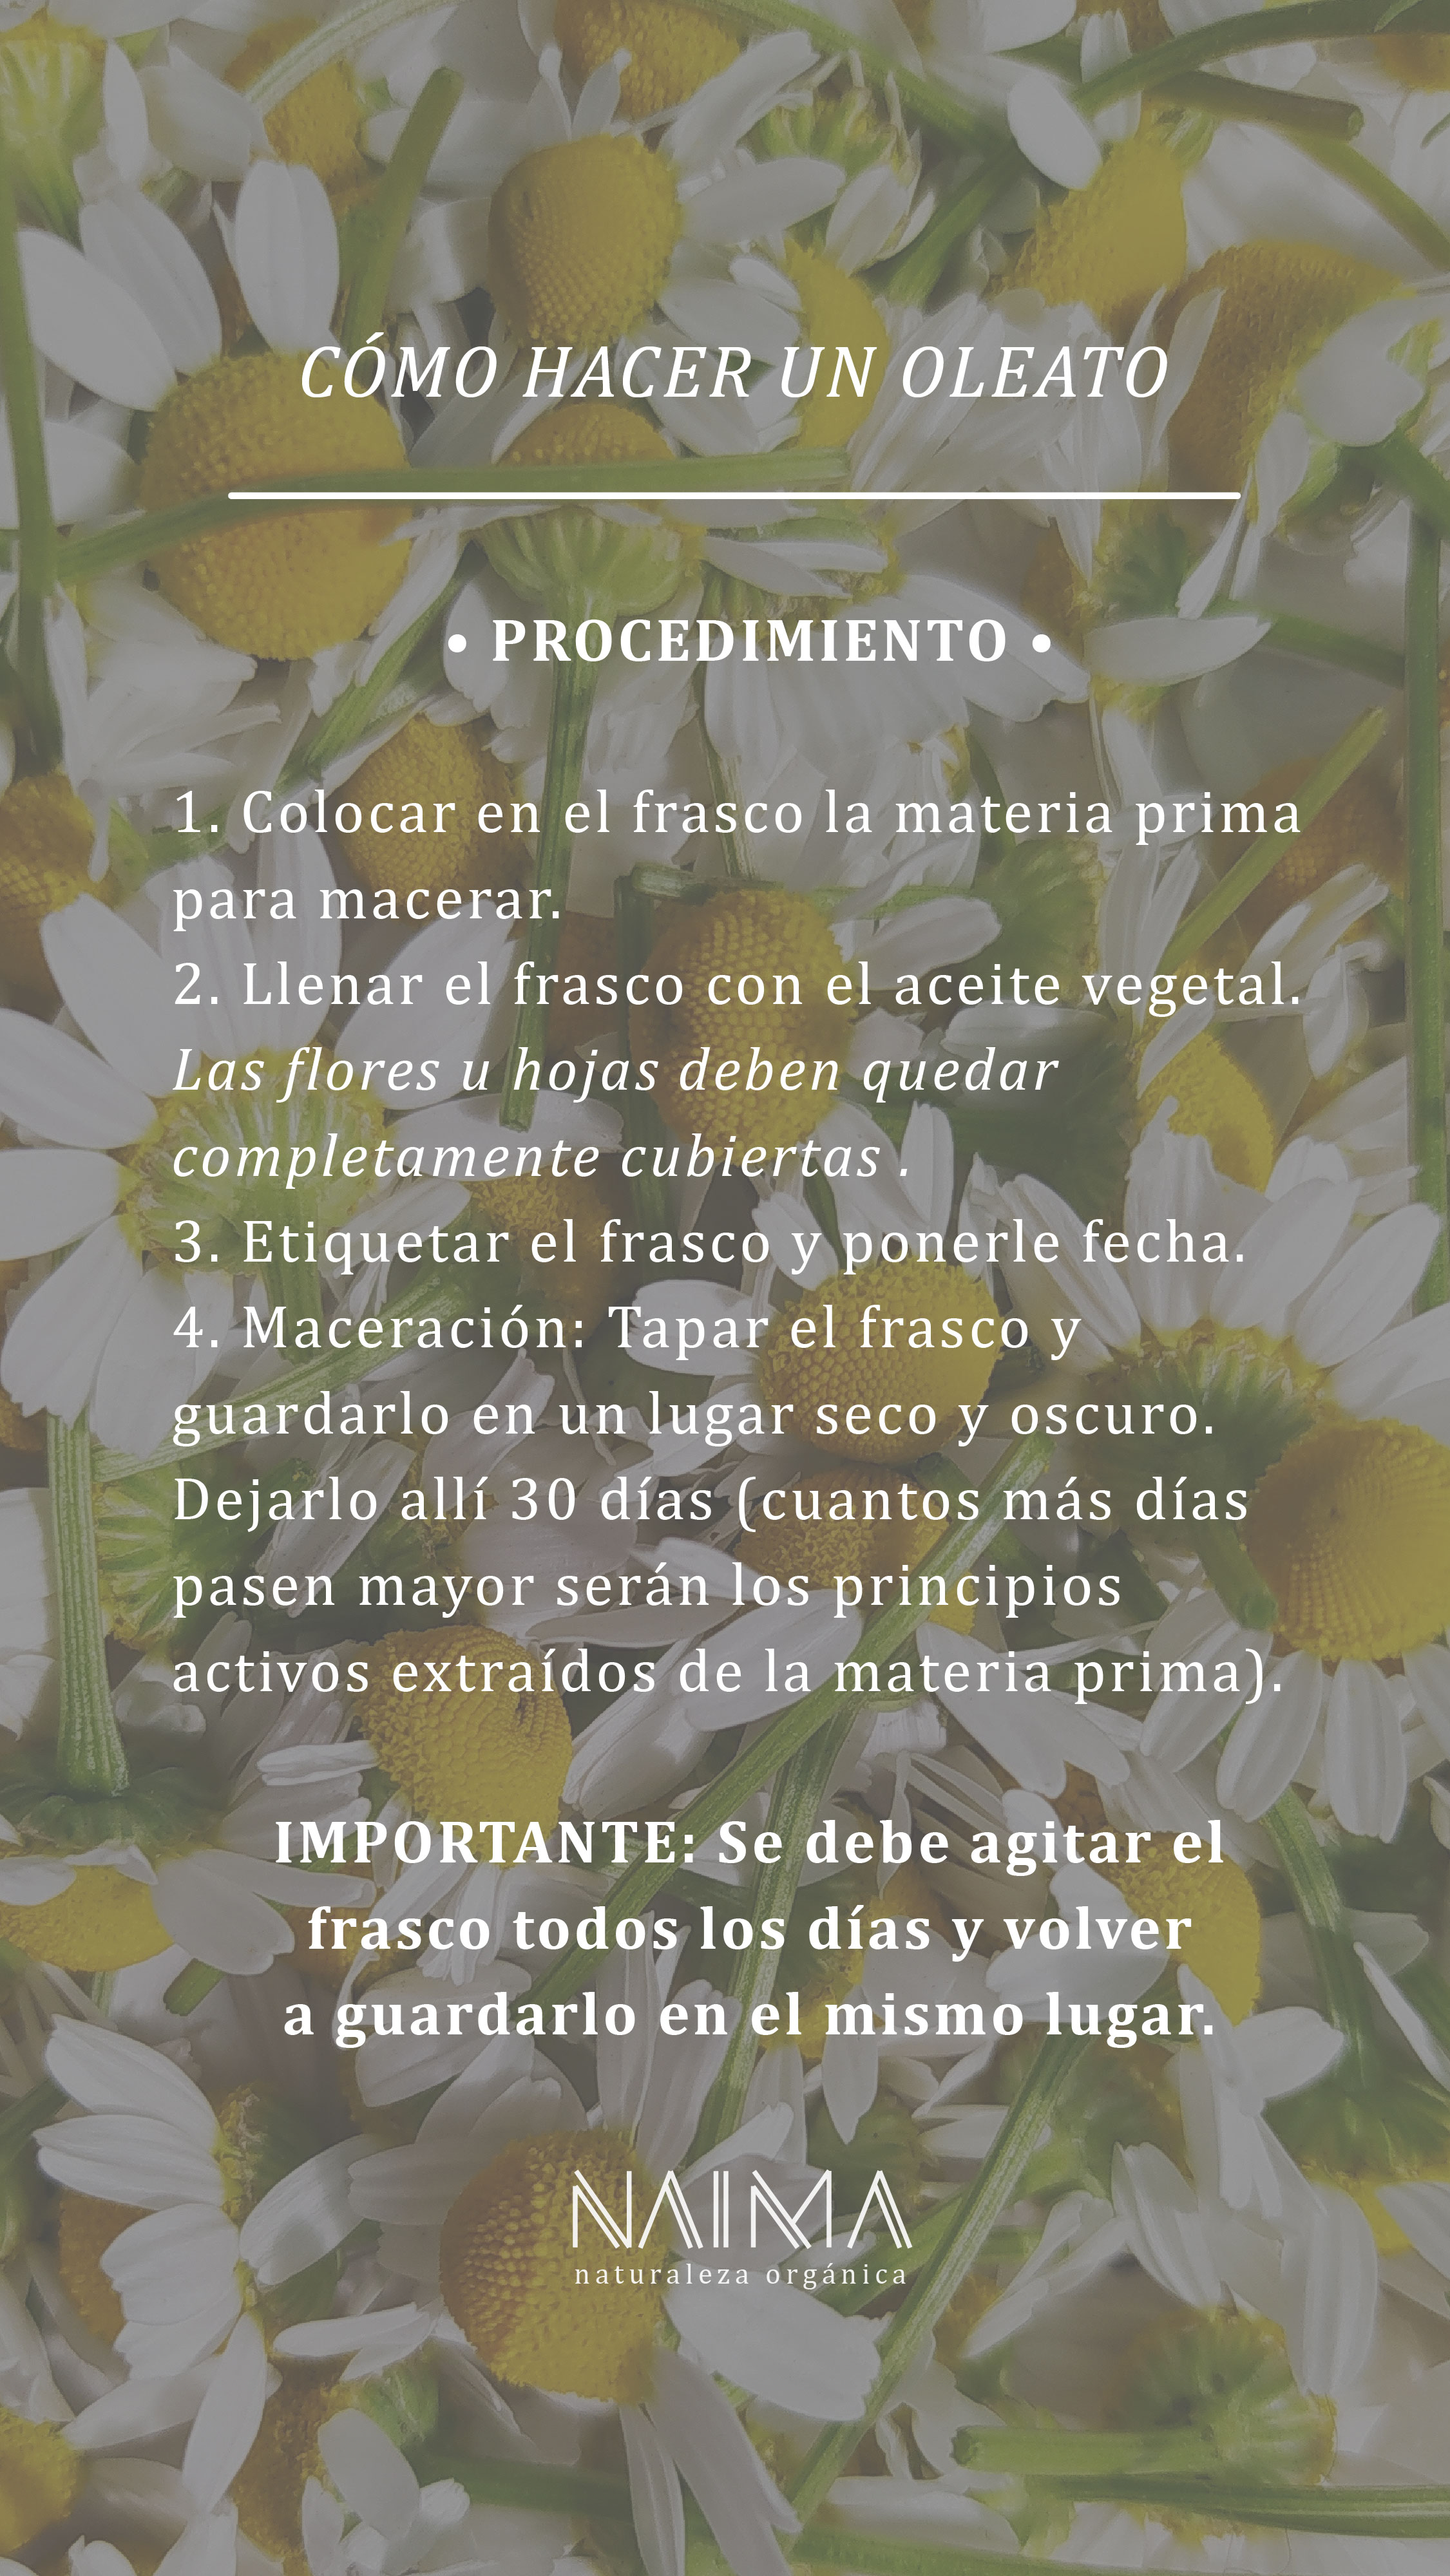 CÓMO HACER UN OLEATO
• PROCEDIMIENTO •
1. Colocar en el frasco la materia prima
para macerar.
2. Llenar el frasco con el aceite vegetal.
Las flores u hojas deben quedar
completamente cubiertas .
3. Etiquetar el frasco y ponerle fecha.
4. Maceración: Tapar el frasco y
guardarlo en un lugar seco y oscuro.
Dejarlo allí 30 días (cuantos más días
pasen mayor serán los principios
activos extraídos de la materia prima).
IMPORTANTE: Se debe agitar el
frasco todos los días y volver
a guardarlo en el mismo lugar.
NAIMA
naturaleza orgánica